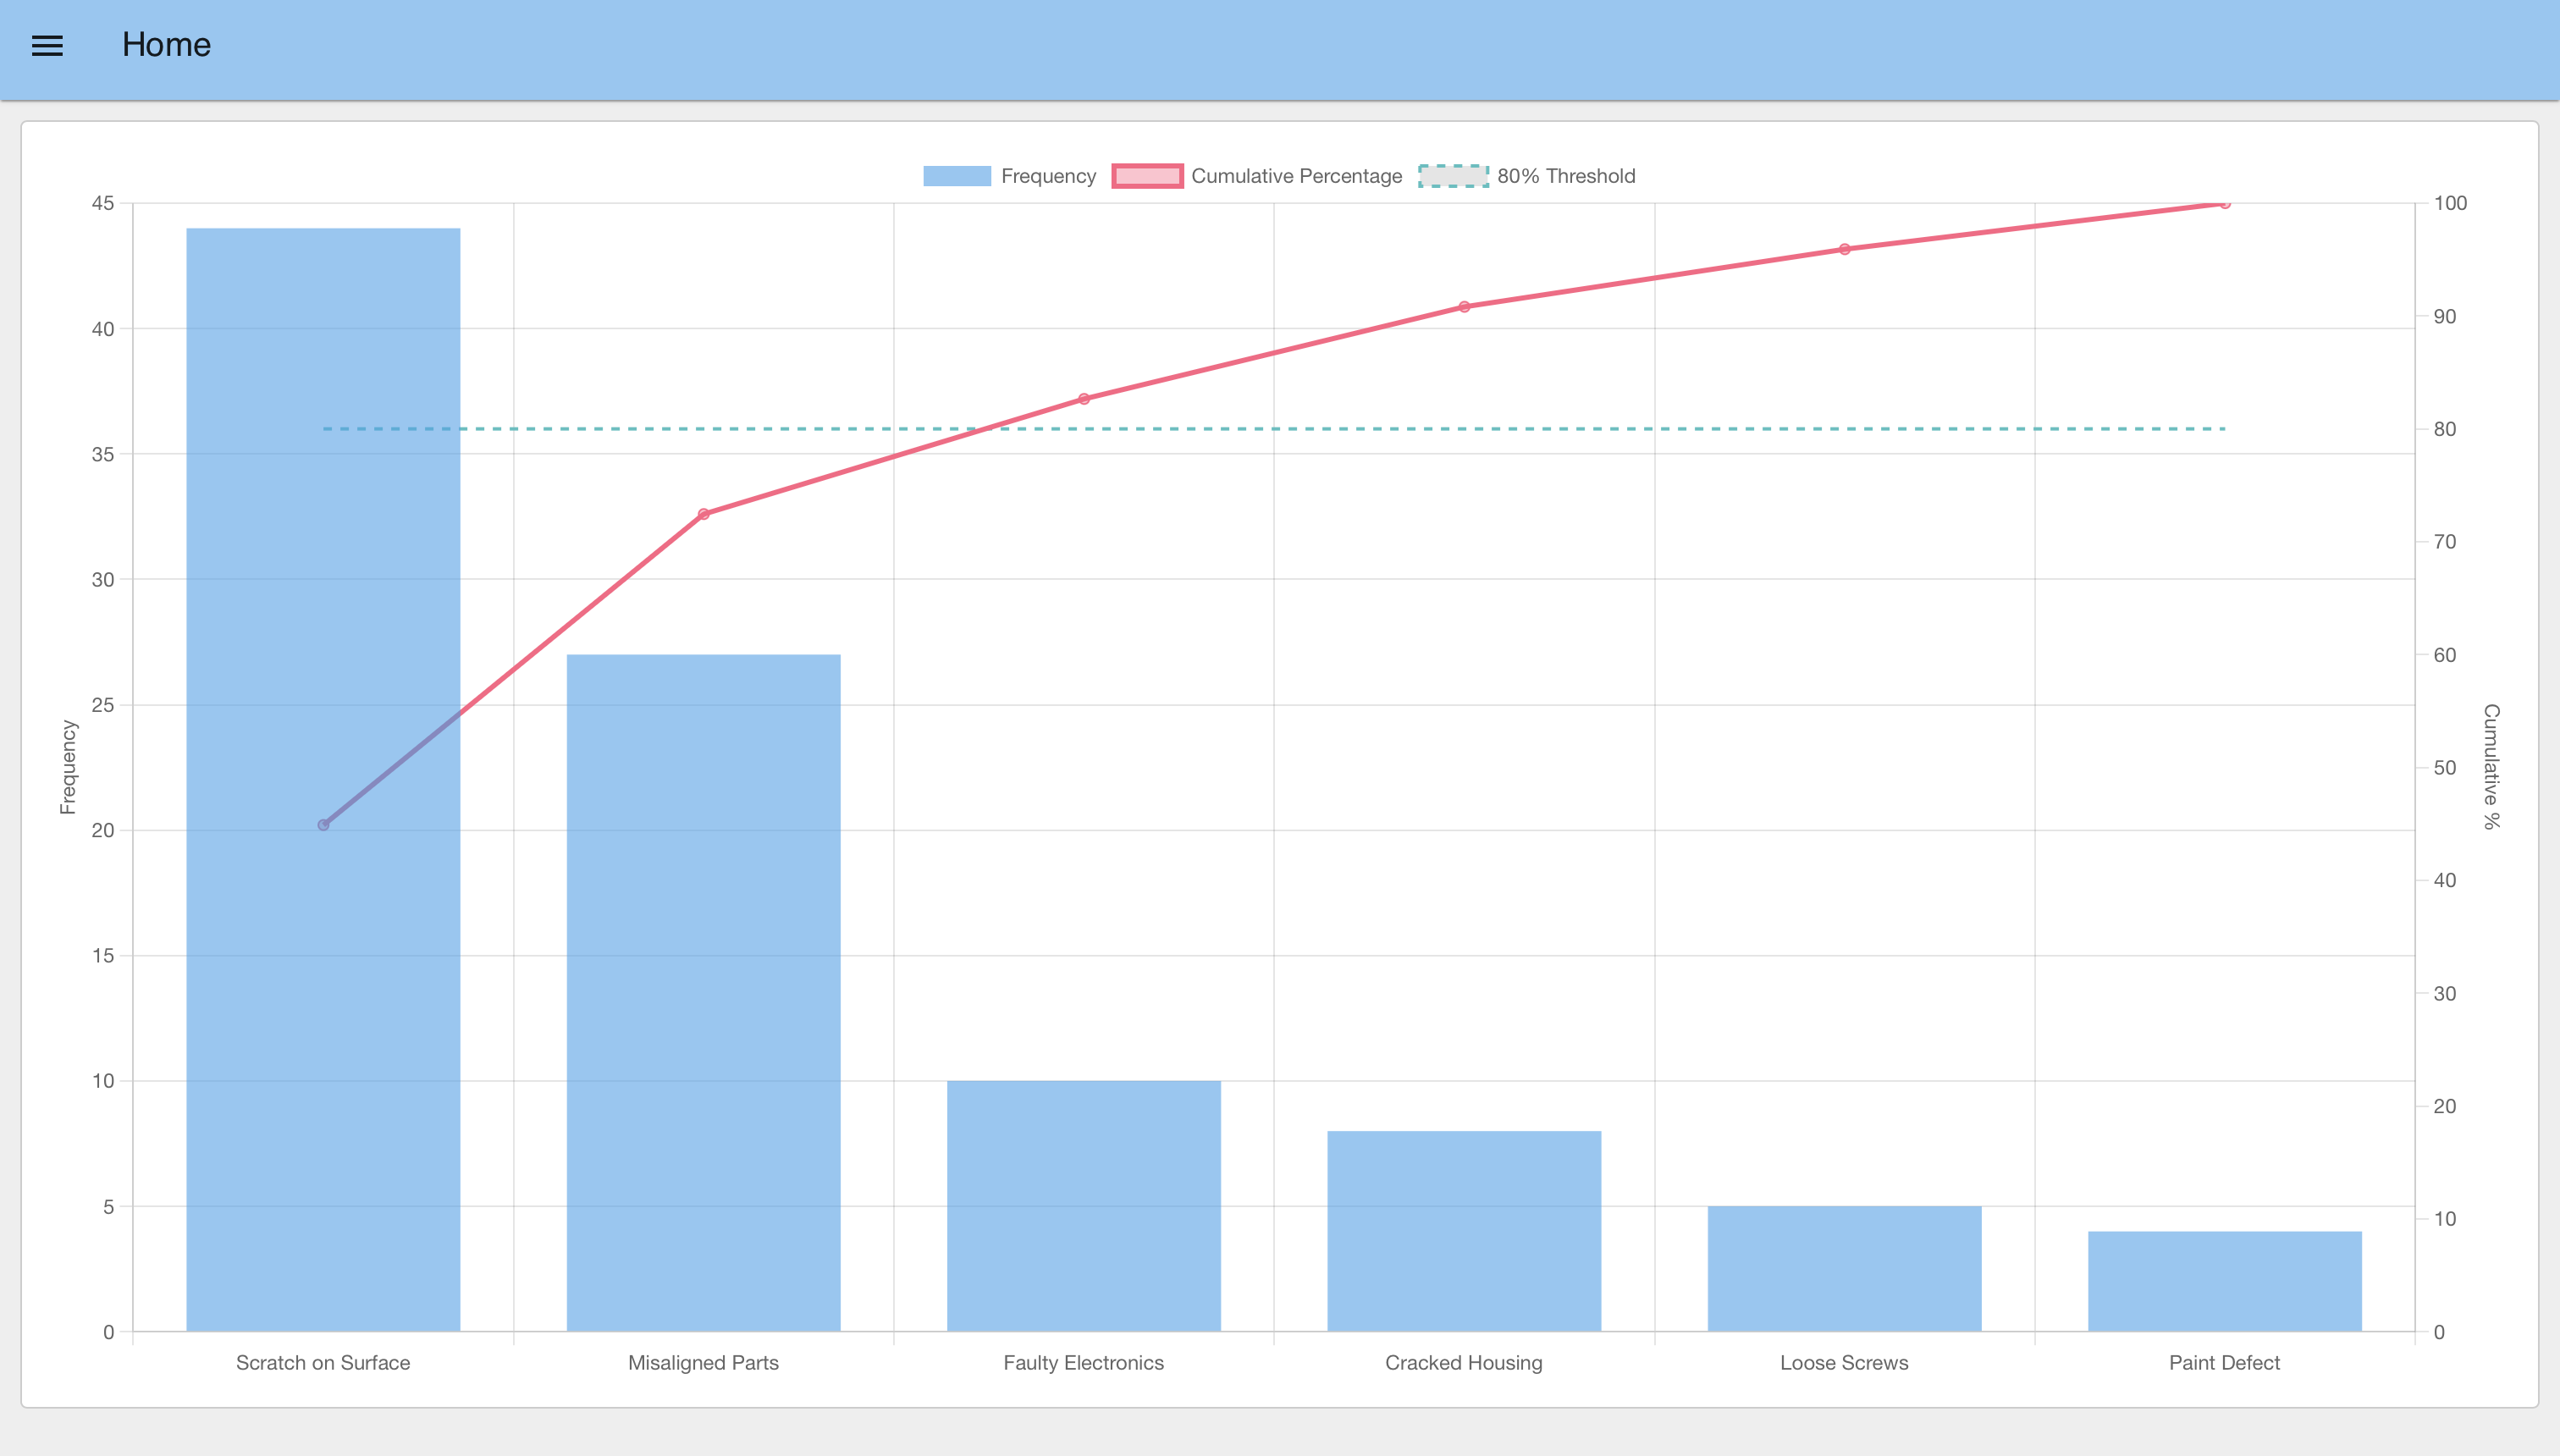 Home
Frequency Cumulative Percentage 80% Threshold
45 100
40 90
35 80
30 70
25 60
20 50
15 40
10 30
5 20
0 10
0
Frequency
Cumulative %
Scratch on Surface Misaligned Parts Faulty Electronics Cracked Housing Loose Screws Paint Defect